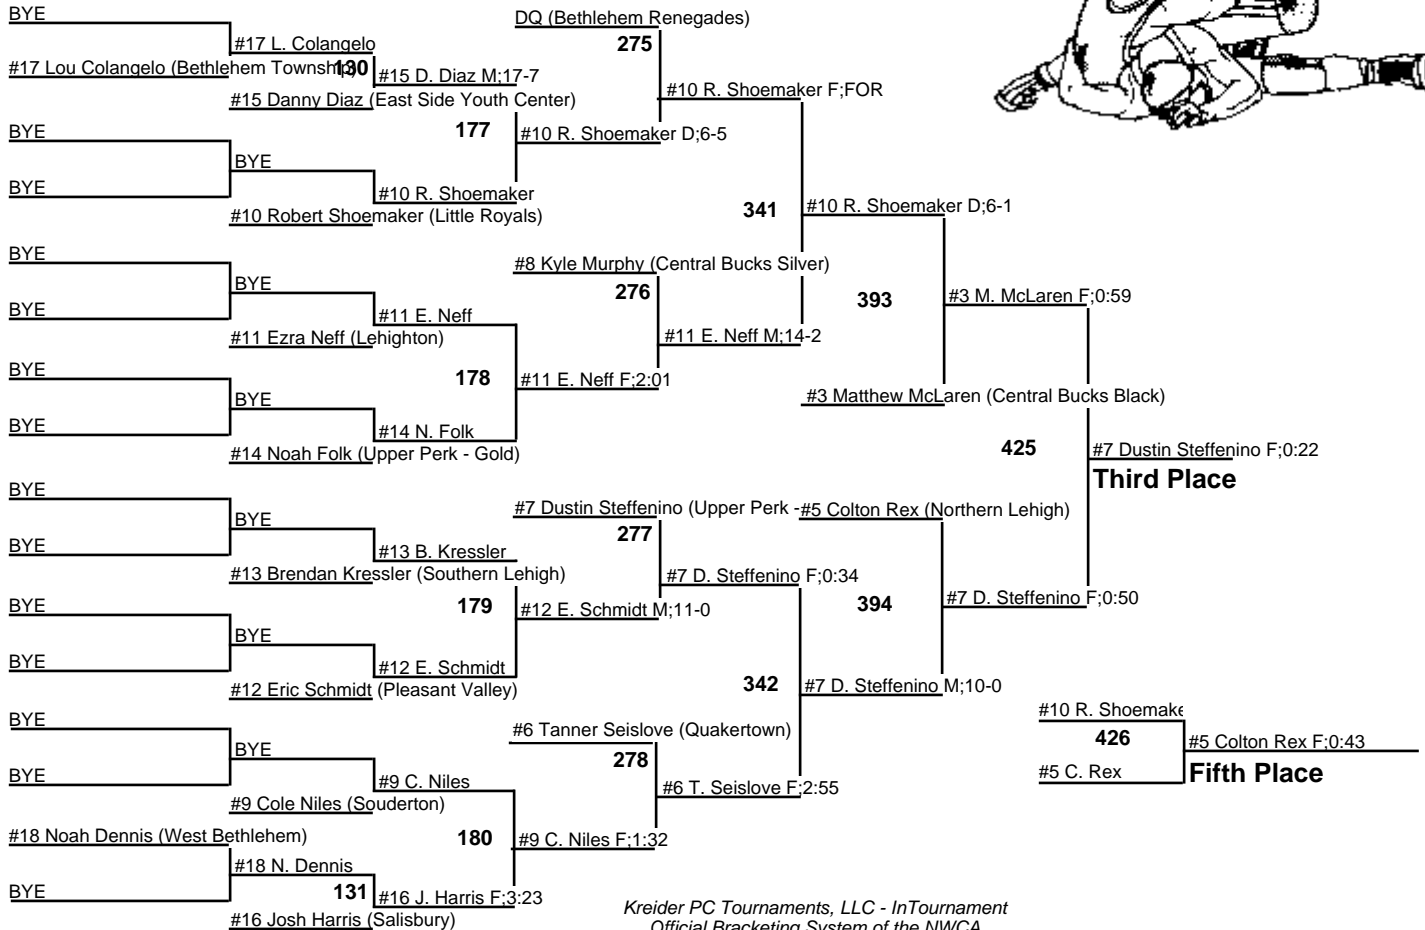 BYE
DQ (Bethlehem Renegades)
#17 L. Colangelo
275
#17 Lou Colangelo (Bethlehem Township)
130
#15 D. Diaz M;17-7
#10 R. Shoemaker F;FOR
#15 Danny Diaz (East Side Youth Center)
BYE
177
#10 R. Shoemaker D;6-5
BYE
BYE
#10 R. Shoemaker
341
#10 R. Shoemaker D;6-1
#10 Robert Shoemaker (Little Royals)
BYE
#8 Kyle Murphy (Central Bucks Silver)
BYE
276
393
#3 M. McLaren F;0:59
BYE
#11 E. Neff
#11 Ezra Neff (Lehighton)
#11 E. Neff M;14-2
BYE
178
#11 E. Neff F;2:01
BYE
#3 Matthew McLaren (Central Bucks Black)
BYE
#14 N. Folk
425
#7 Dustin Steffenino F;0:22
#14 Noah Folk (Upper Perk - Gold)
Third Place
BYE
#7 Dustin Steffenino (Upper Perk -
#5 Colton Rex (Northern Lehigh)
BYE
277
BYE
#13 B. Kressler
#13 Brendan Kressler (Southern Lehigh)
#7 D. Steffenino F;0:34
BYE
179
#12 E. Schmidt M;11-0
394
#7 D. Steffenino F;0:50
BYE
BYE
#12 E. Schmidt
342
#7 D. Steffenino M;10-0
#12 Eric Schmidt (Pleasant Valley)
#10 R. Shoemake
BYE
#6 Tanner Seislove (Quakertown)
426
#5 Colton Rex F;0:43
BYE
278
#5 C. Rex
Fifth Place
BYE
#9 C. Niles
#6 T. Seislove F;2:55
#9 Cole Niles (Souderton)
#18 Noah Dennis (West Bethlehem)
180
#9 C. Niles F;1:32
#18 N. Dennis
BYE
131
#16 J. Harris F;3:23
#16 Josh Harris (Salisbury)
Kreider PC Tournaments, LLC - InTournament
Official Bracketing System of the NWCA